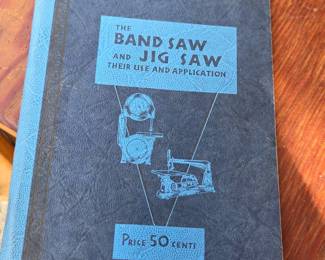 THE
BAND SAW
AND JIG SAW
THEIR USE AND APPLICATION
PRICE 50 CENTS